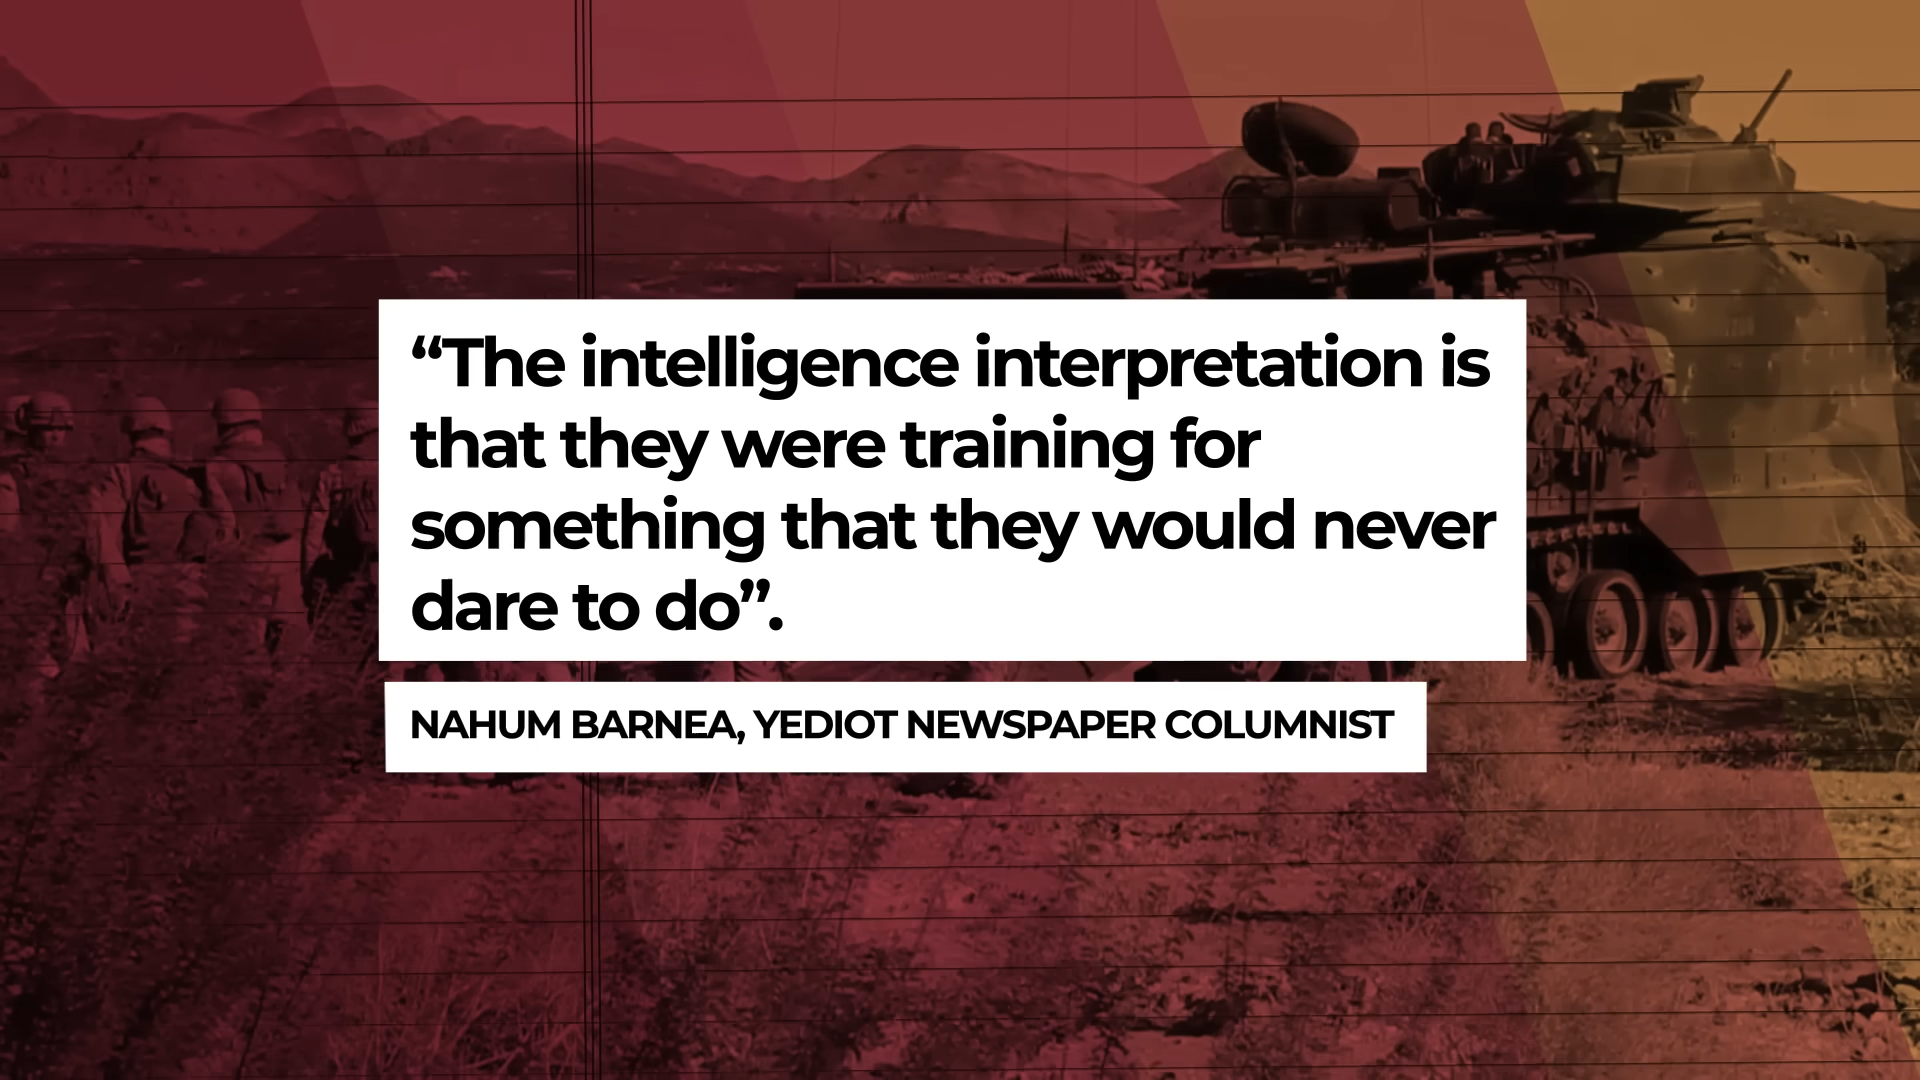 “The intelligence interpretation is
that they were training for
something that they would never
dare to do”.
NAHUM BARNEA, YEDIOT NEWSPAPER COLUMNIST